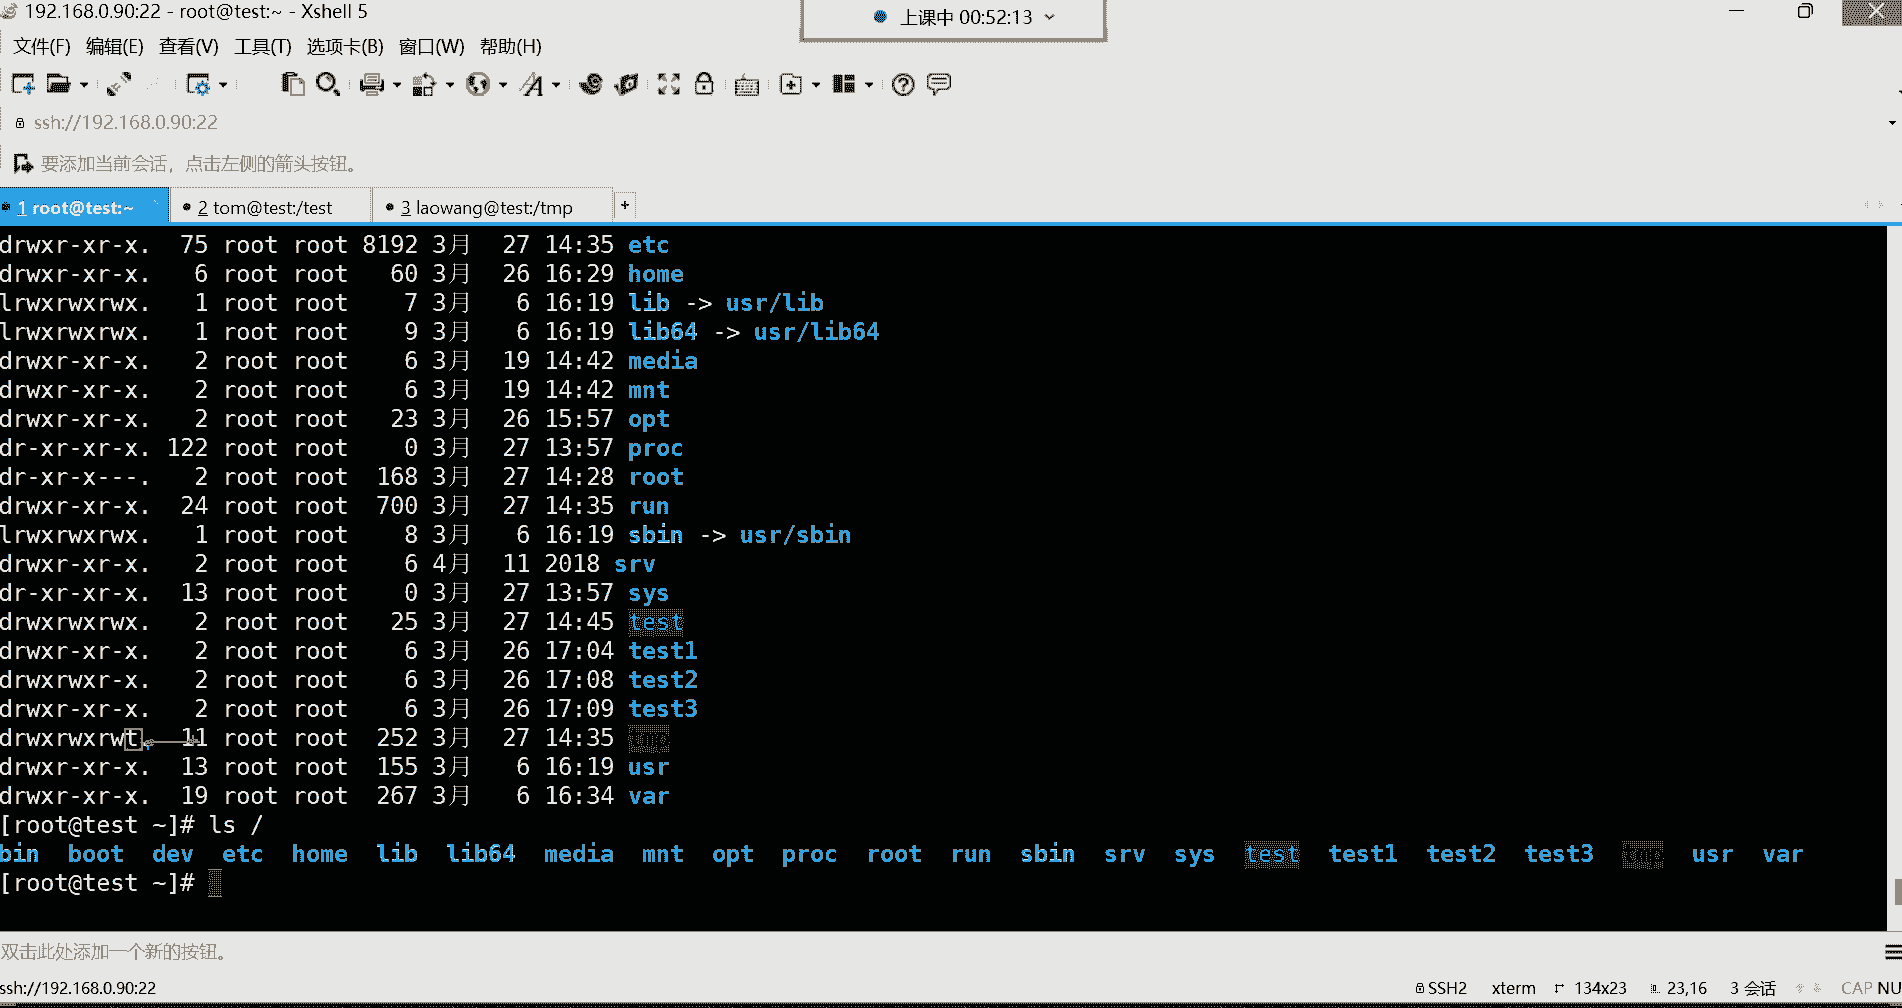 192.168.0.90:22 - root@test:~ - Xshell 5
上课中 00:52:13
文件(F) 编辑(E) 查看(V) 工具(T) 选项卡(B) 窗口(W) 帮助(H)
ssh://192.168.0.90:22
要添加当前会话，点击左侧的箭头按钮。
1 root@test:~ 2 tom@test:/test 3 laowang@test:/tmp +
drwxr-xr-x. 75 root root 8192 3月 27 14:35 etc
drwxr-xr-x. 6 root root 60 3月 26 16:29 home
lrwxrwxrwx. 1 root root 7 3月 6 16:19 lib -> usr/lib
lrwxrwxrwx. 1 root root 9 3月 6 16:19 lib64 -> usr/lib64
drwxr-xr-x. 2 root root 6 3月 19 14:42 media
drwxr-xr-x. 2 root root 6 3月 19 14:42 mnt
drwxr-xr-x. 2 root root 23 3月 26 15:57 opt
dr-xr-xr-x. 122 root root 0 3月 27 13:57 proc
dr-xr-x---. 2 root root 168 3月 27 14:28 root
drwxr-xr-x. 24 root root 700 3月 27 14:35 run
lrwxrwxrwx. 1 root root 8 3月 6 16:19 sbin -> usr/sbin
drwxr-xr-x. 2 root root 6 4月 11 2018 srv
dr-xr-xr-x. 13 root root 0 3月 27 13:57 sys
drwxrwxrwx. 2 root root 25 3月 27 14:45 test
drwxr-xr-x. 2 root root 6 3月 26 17:04 test1
drwxrwxr-x. 2 root root 6 3月 26 17:08 test2
drwxr-xr-x. 2 root root 6 3月 26 17:09 test3
drwxrwxrwt. 11 root root 252 3月 27 14:35 tmp
drwxr-xr-x. 13 root root 155 3月 6 16:19 usr
drwxr-xr-x. 19 root root 267 3月 6 16:34 var
[root@test ~]# ls /
bin boot dev etc home lib lib64 media mnt opt proc root run sbin srv sys test test1 test2 test3 tmp usr var
[root@test ~]#
双击此处添加一个新的按钮。
ssh://192.168.0.90:22 SSH2 xterm 134x23 23,16 3 会话 CAP NU